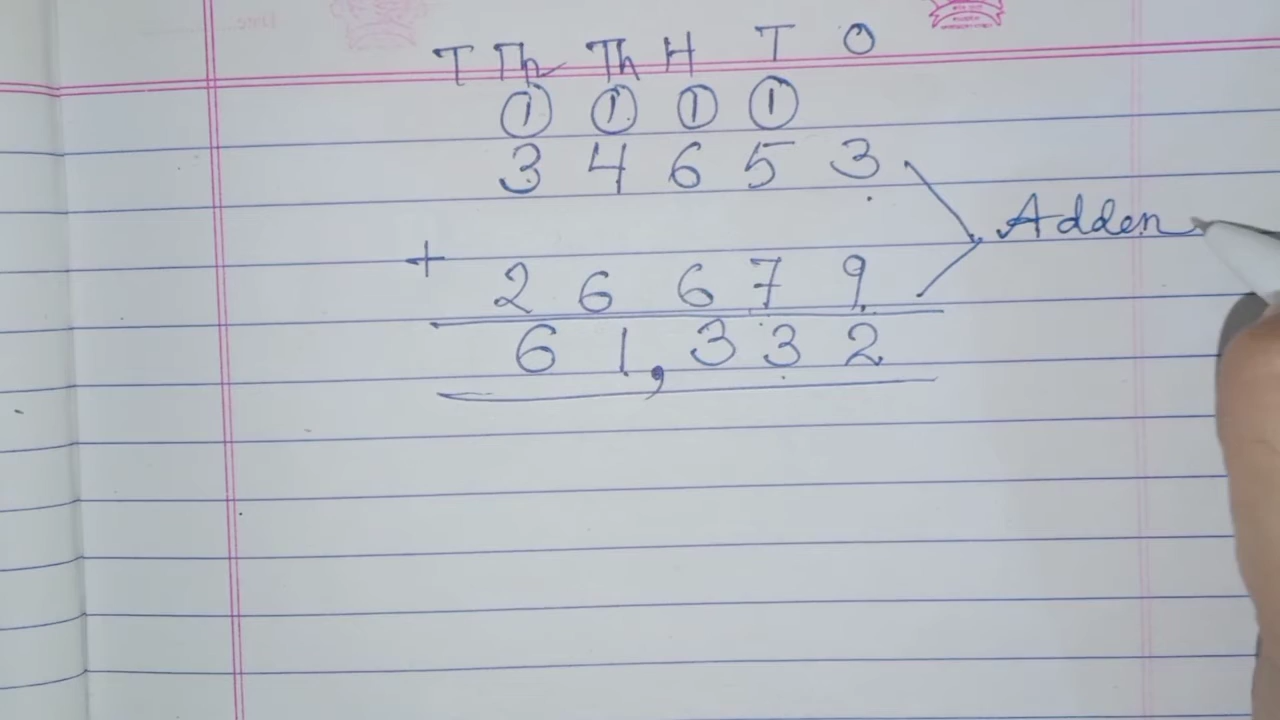 T Th Th H T O
1 1 1 1
3 4 6 5 3
Adden
+
2 6 6 7 9
6 1, 3 3 2